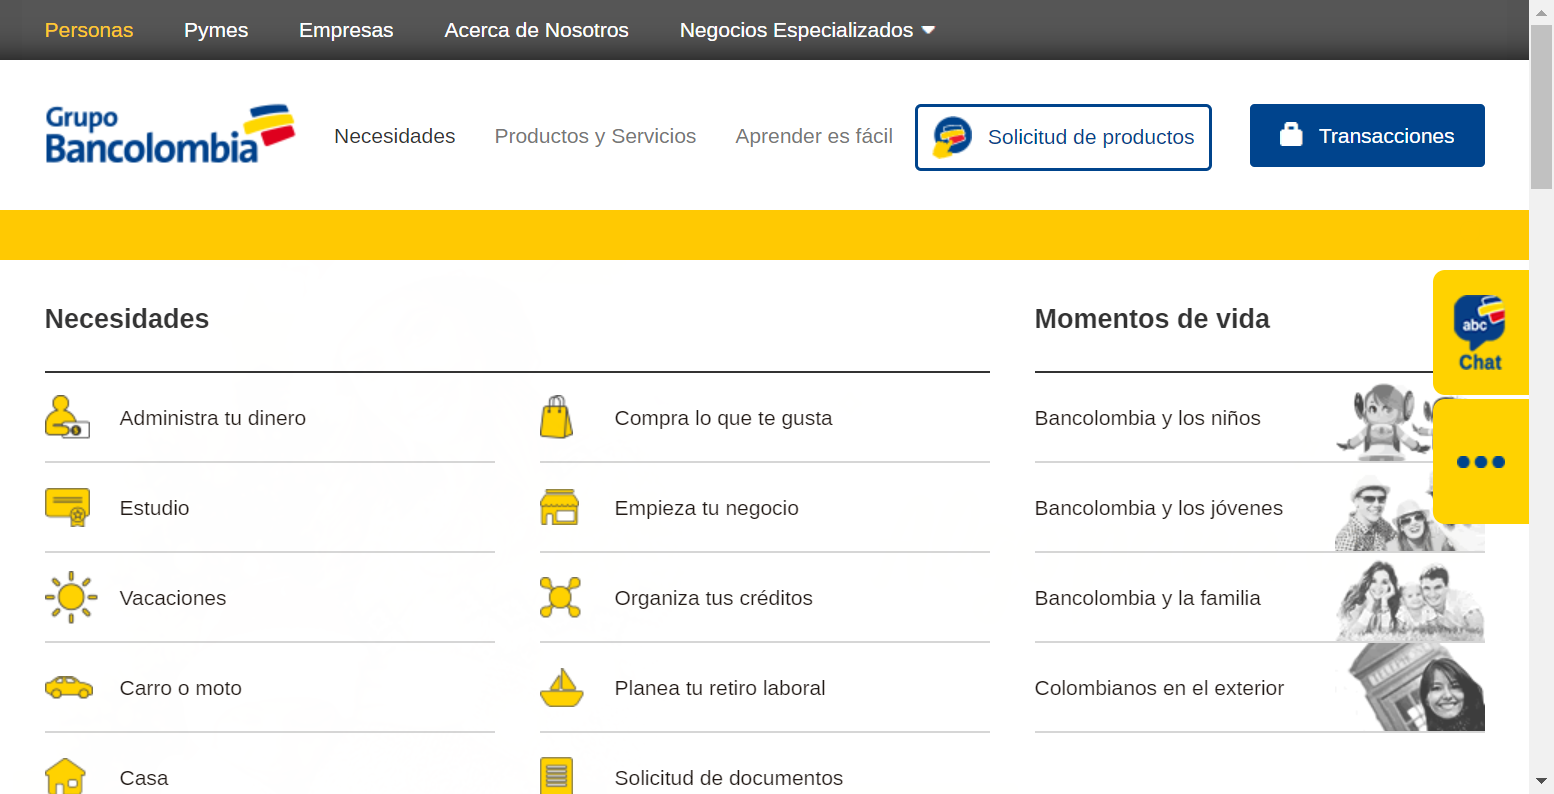 Personas Pymes Empresas Acerca de Nosotros Negocios Especializados
Grupo
Bancolombia
Necesidades Productos y Servicios Aprender es fácil Solicitud de productos Transacciones
Necesidades
Momentos de vida
abc
Chat
Administra tu dinero
Compra lo que te gusta
Bancolombia y los niños
Estudio
Empieza tu negocio
Bancolombia y los jóvenes
Vacaciones
Organiza tus créditos
Bancolombia y la familia
Carro o moto
Planea tu retiro laboral
Colombianos en el exterior
Casa
Solicitud de documentos